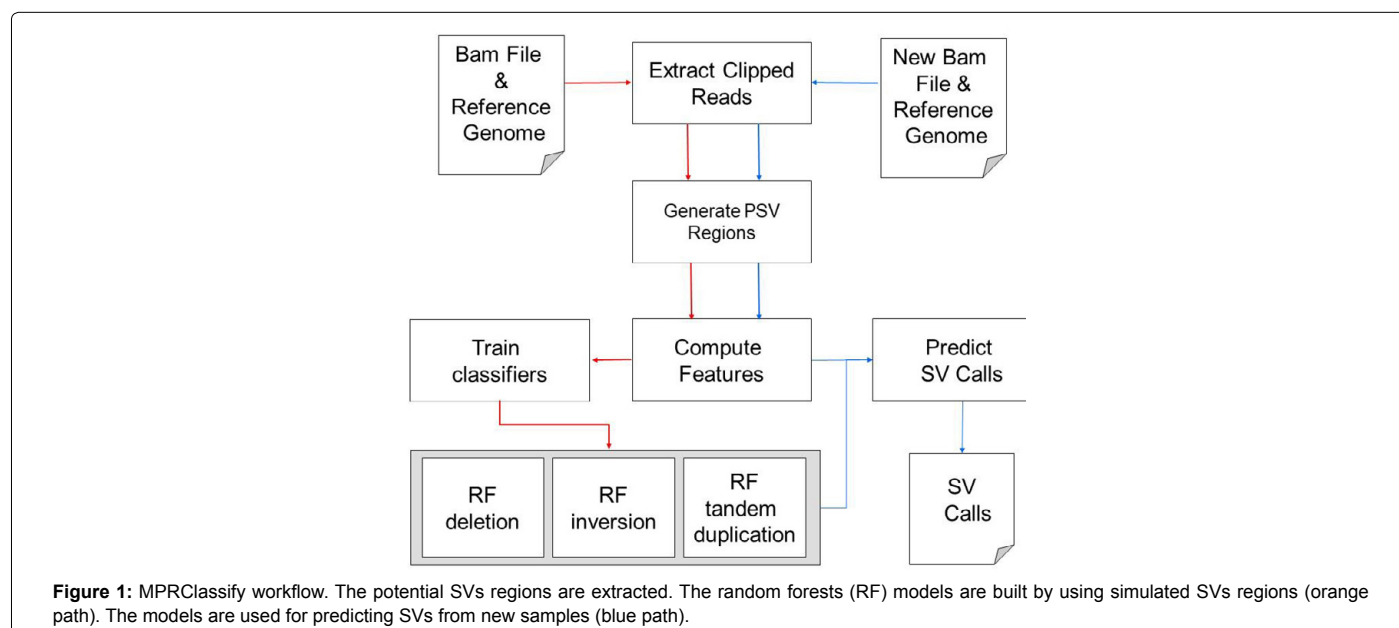 Bam File
&
Reference
Genome
Extract Clipped
Reads
New Bam
File &
Reference
Genome
Generate PSV
Regions
Train
classifiers
Compute
Features
Predict
SV Calls
RF
deletion
RF
inversion
RF
tandem
duplication
SV
Calls
Figure 1: MPRClassify workflow. The potential SVs regions are extracted. The random forests (RF) models are built by using simulated SVs regions (orange
path). The models are used for predicting SVs from new samples (blue path).